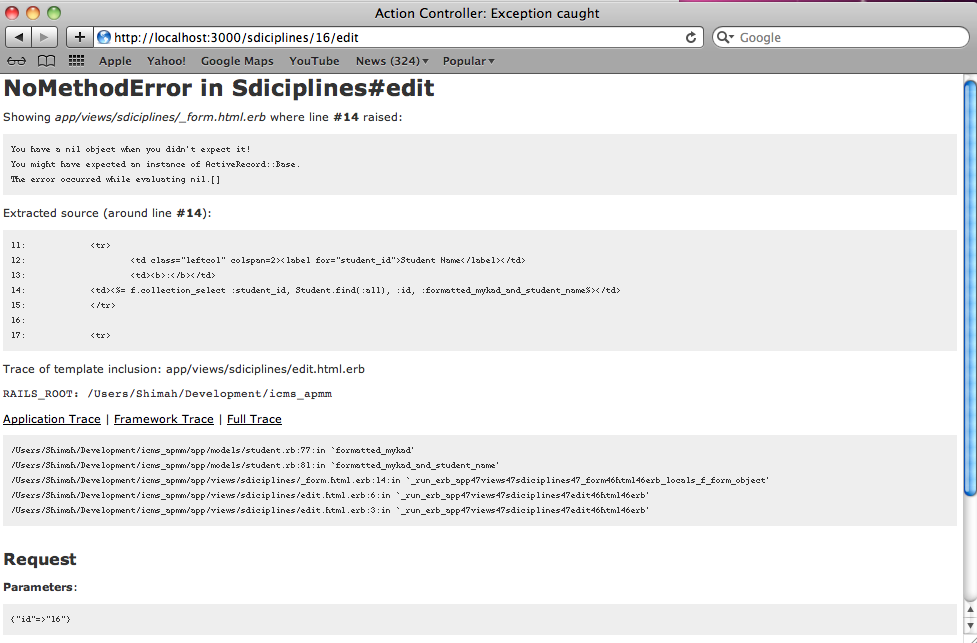 Action Controller: Exception caught
http://localhost:3000/sdiciplines/16/edit
Google
Apple Yahoo! Google Maps YouTube News (324) Popular
NoMethodError in Sdiciplines#edit
Showing app/views/sdiciplines/_form.html.erb where line #14 raised:
You have a nil object when you didn't expect it!
You might have expected an instance of ActiveRecord::Base.
The error occurred while evaluating nil.[]
Extracted source (around line #14):
11: <tr>
12: <td class="leftcol" colspan=2><label for="student_id">Student Name</label></td>
13: <td><b>:</b></td>
14: <td><%= f.collection_select :student_id, Student.find(:all), :id, :formatted_mykad_and_student_name%></td>
15: </tr>
16:
17: <tr>
Trace of template inclusion: app/views/sdiciplines/edit.html.erb
RAILS_ROOT: /Users/Shimah/Development/icms_apmm
Application Trace | Framework Trace | Full Trace
/Users/Shimah/Development/icms_apmm/app/models/student.rb:77:in `formatted_mykad'
/Users/Shimah/Development/icms_apmm/app/models/student.rb:81:in `formatted_mykad_and_student_name'
/Users/Shimah/Development/icms_apmm/app/views/sdiciplines/_form.html.erb:14:in `_run_erb_app47views47sdiciplines47_form46html46erb_locals_f_form_object'
/Users/Shimah/Development/icms_apmm/app/views/sdiciplines/edit.html.erb:6:in `_run_erb_app47views47sdiciplines47edit46html46erb'
/Users/Shimah/Development/icms_apmm/app/views/sdiciplines/edit.html.erb:3:in `_run_erb_app47views47sdiciplines47edit46html46erb'
Request
Parameters:
{"id"=>"16"}